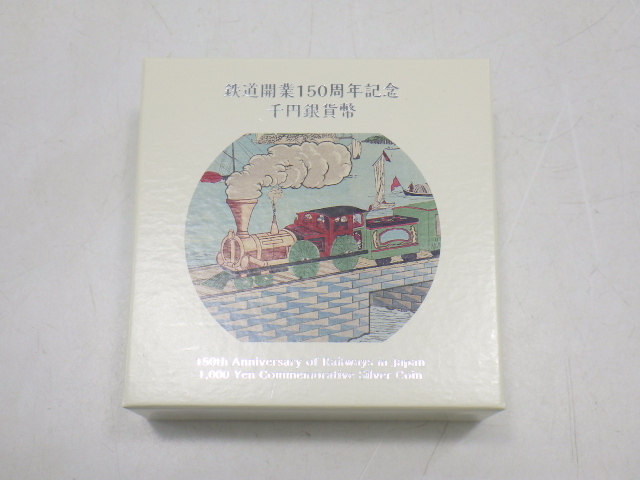 鉄道開業150周年記念
千円銀貨幣
150th Anniversary of Railways in Japan
1,000 Yen Commemorative Silver Coin